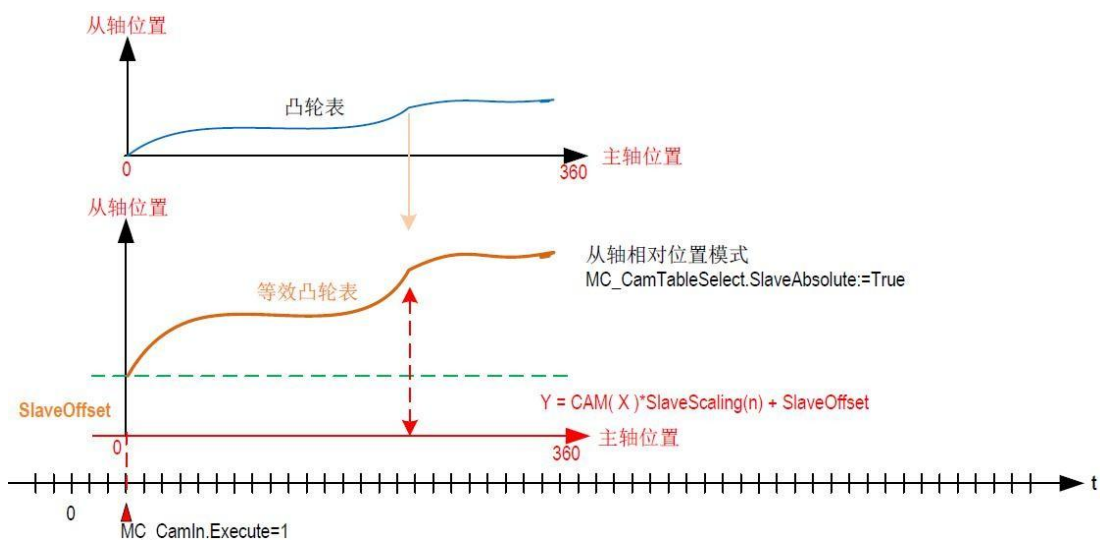 从轴位置
凸轮表
0
360
主轴位置
从轴位置
等效凸轮表
从轴相对位置模式
MC_CamTableSelect.SlaveAbsolute:=True
SlaveOffset
Y = CAM( X )*SlaveScaling(n) + SlaveOffset
0
360
主轴位置
t
0
MC_CamIn.Execute=1